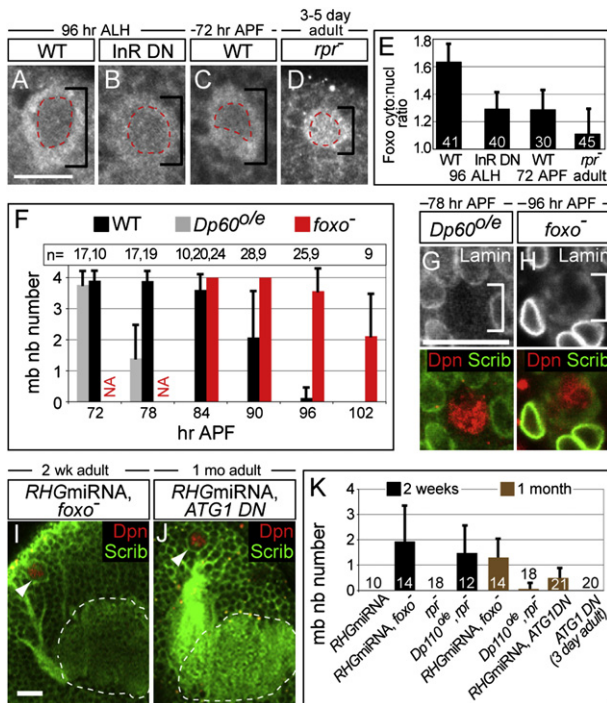 96 hr ALH
-72 hr APF
3-5 day adult
WT
InR DN
WT
rpr⁻
A
B
C
D
E
Foxo cyto:nucl ratio
1.8
1.6
1.4
1.2
1.0
41
40
30
45
WT
InR DN
WT
rpr⁻
96 ALH
72 APF
adult
F
WT
Dp60ᵒ/ᵉ
foxo⁻
n=
17,10
17,19
10,20,24
28,9
25,9
9
mb nb number
4
3
2
1
0
NA
NA
72
78
84
90
96
102
hr APF
-78 hr APF
-96 hr APF
Dp60ᵒ/ᵉ
foxo⁻
G
Lamin
H
Lamin
Dpn Scrib
Dpn Scrib
2 wk adult
1 mo adult
RHGmiRNA, foxo⁻
RHGmiRNA, ATG1 DN
I
Dpn
Scrib
J
Dpn
Scrib
K
2 weeks
1 month
mb nb number
4
3
2
1
0
10
14
18
12
14
18
21
20
RHGmiRNA
RHGmiRNA, foxo⁻
rpr⁻
Dp110ᵒᵉ, rpr⁻
RHGmiRNA, foxo⁻
Dp110ᵒᵉ, rpr⁻
RHGmiRNA, ATG1DN
ATG1 DN
(3 day adult)